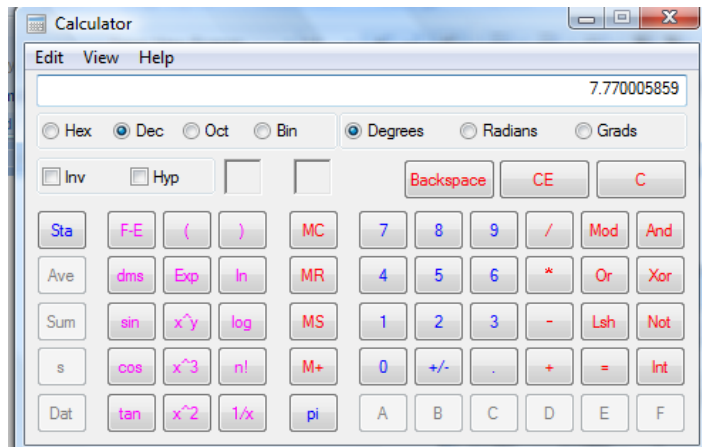 Calculator
Edit View Help
7.770005859
Hex Dec Oct Bin Degrees Radians Grads
Inv Hyp Backspace CE C
Sta F-E ( ) MC 7 8 9 / Mod And
Ave dms Exp ln MR 4 5 6 * Or Xor
Sum sin x^y log MS 1 2 3 - Lsh Not
s cos x^3 n! M+ 0 +/- . + = Int
Dat tan x^2 1/x pi A B C D E F